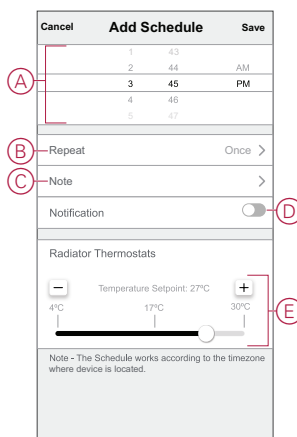 Cancel Add Schedule Save
1 43
2 44 AM
A 3 45 PM
4 46
5 47
B Repeat Once >
C Note >
Notification D
Radiator Thermostats
− Temperature Setpoint: 27ºC +
4ºC 17ºC 30ºC
E
Note - The Schedule works according to the timezone
where device is located.